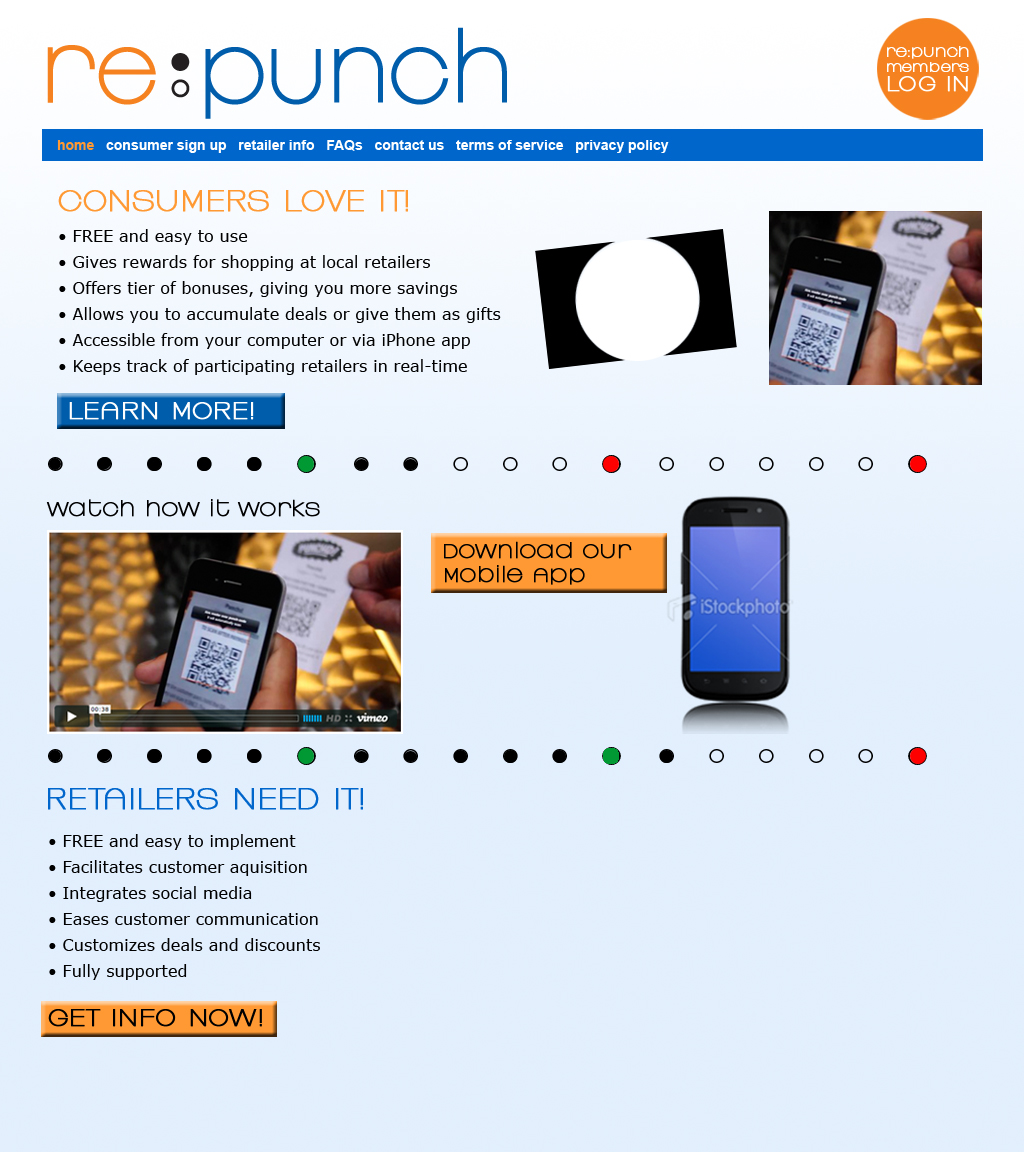 re:punch
re:punch
members
LOG IN
home consumer sign up retailer info FAQs contact us terms of service privacy policy
CONSUMERS LOVE IT!
• FREE and easy to use
• Gives rewards for shopping at local retailers
• Offers tier of bonuses, giving you more savings
• Allows you to accumulate deals or give them as gifts
• Accessible from your computer or via iPhone app
• Keeps track of participating retailers in real-time
LEARN MORE!
watch how it works
Download our
Mobile App
iStockphoto
00:38
HD vimeo
RETAILERS NEED IT!
• FREE and easy to implement
• Facilitates customer aquisition
• Integrates social media
• Eases customer communication
• Customizes deals and discounts
• Fully supported
GET INFO NOW!